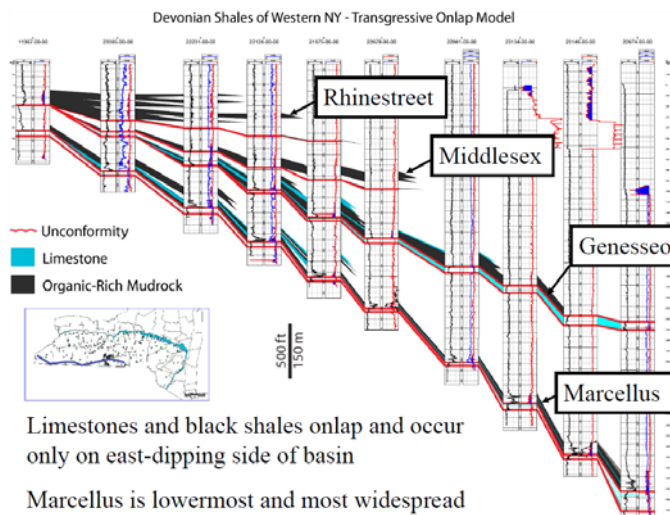 Devonian Shales of Western NY - Transgressive Onlap Model
Rhinestreet
Middlesex
Genesseo
Marcellus
Unconformity
Limestone
Organic-Rich Mudrock
500 ft
150 m
Limestones and black shales onlap and occur
only on east-dipping side of basin
Marcellus is lowermost and most widespread